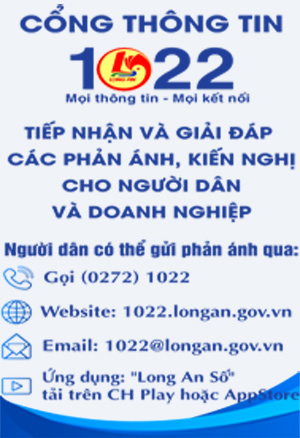 CỔNG THÔNG TIN
1022
LONG AN
Mọi thông tin - Mọi kết nối
TIẾP NHẬN VÀ GIẢI ĐÁP
CÁC PHẢN ÁNH, KIẾN NGHỊ
CHO NGƯỜI DÂN
VÀ DOANH NGHIỆP
Người dân có thể gửi phản ánh qua:
Gọi (0272) 1022
Website: 1022.longan.gov.vn
Email: 1022@longan.gov.vn
Ứng dụng: "Long An Số"
tải trên CH Play hoặc AppStore